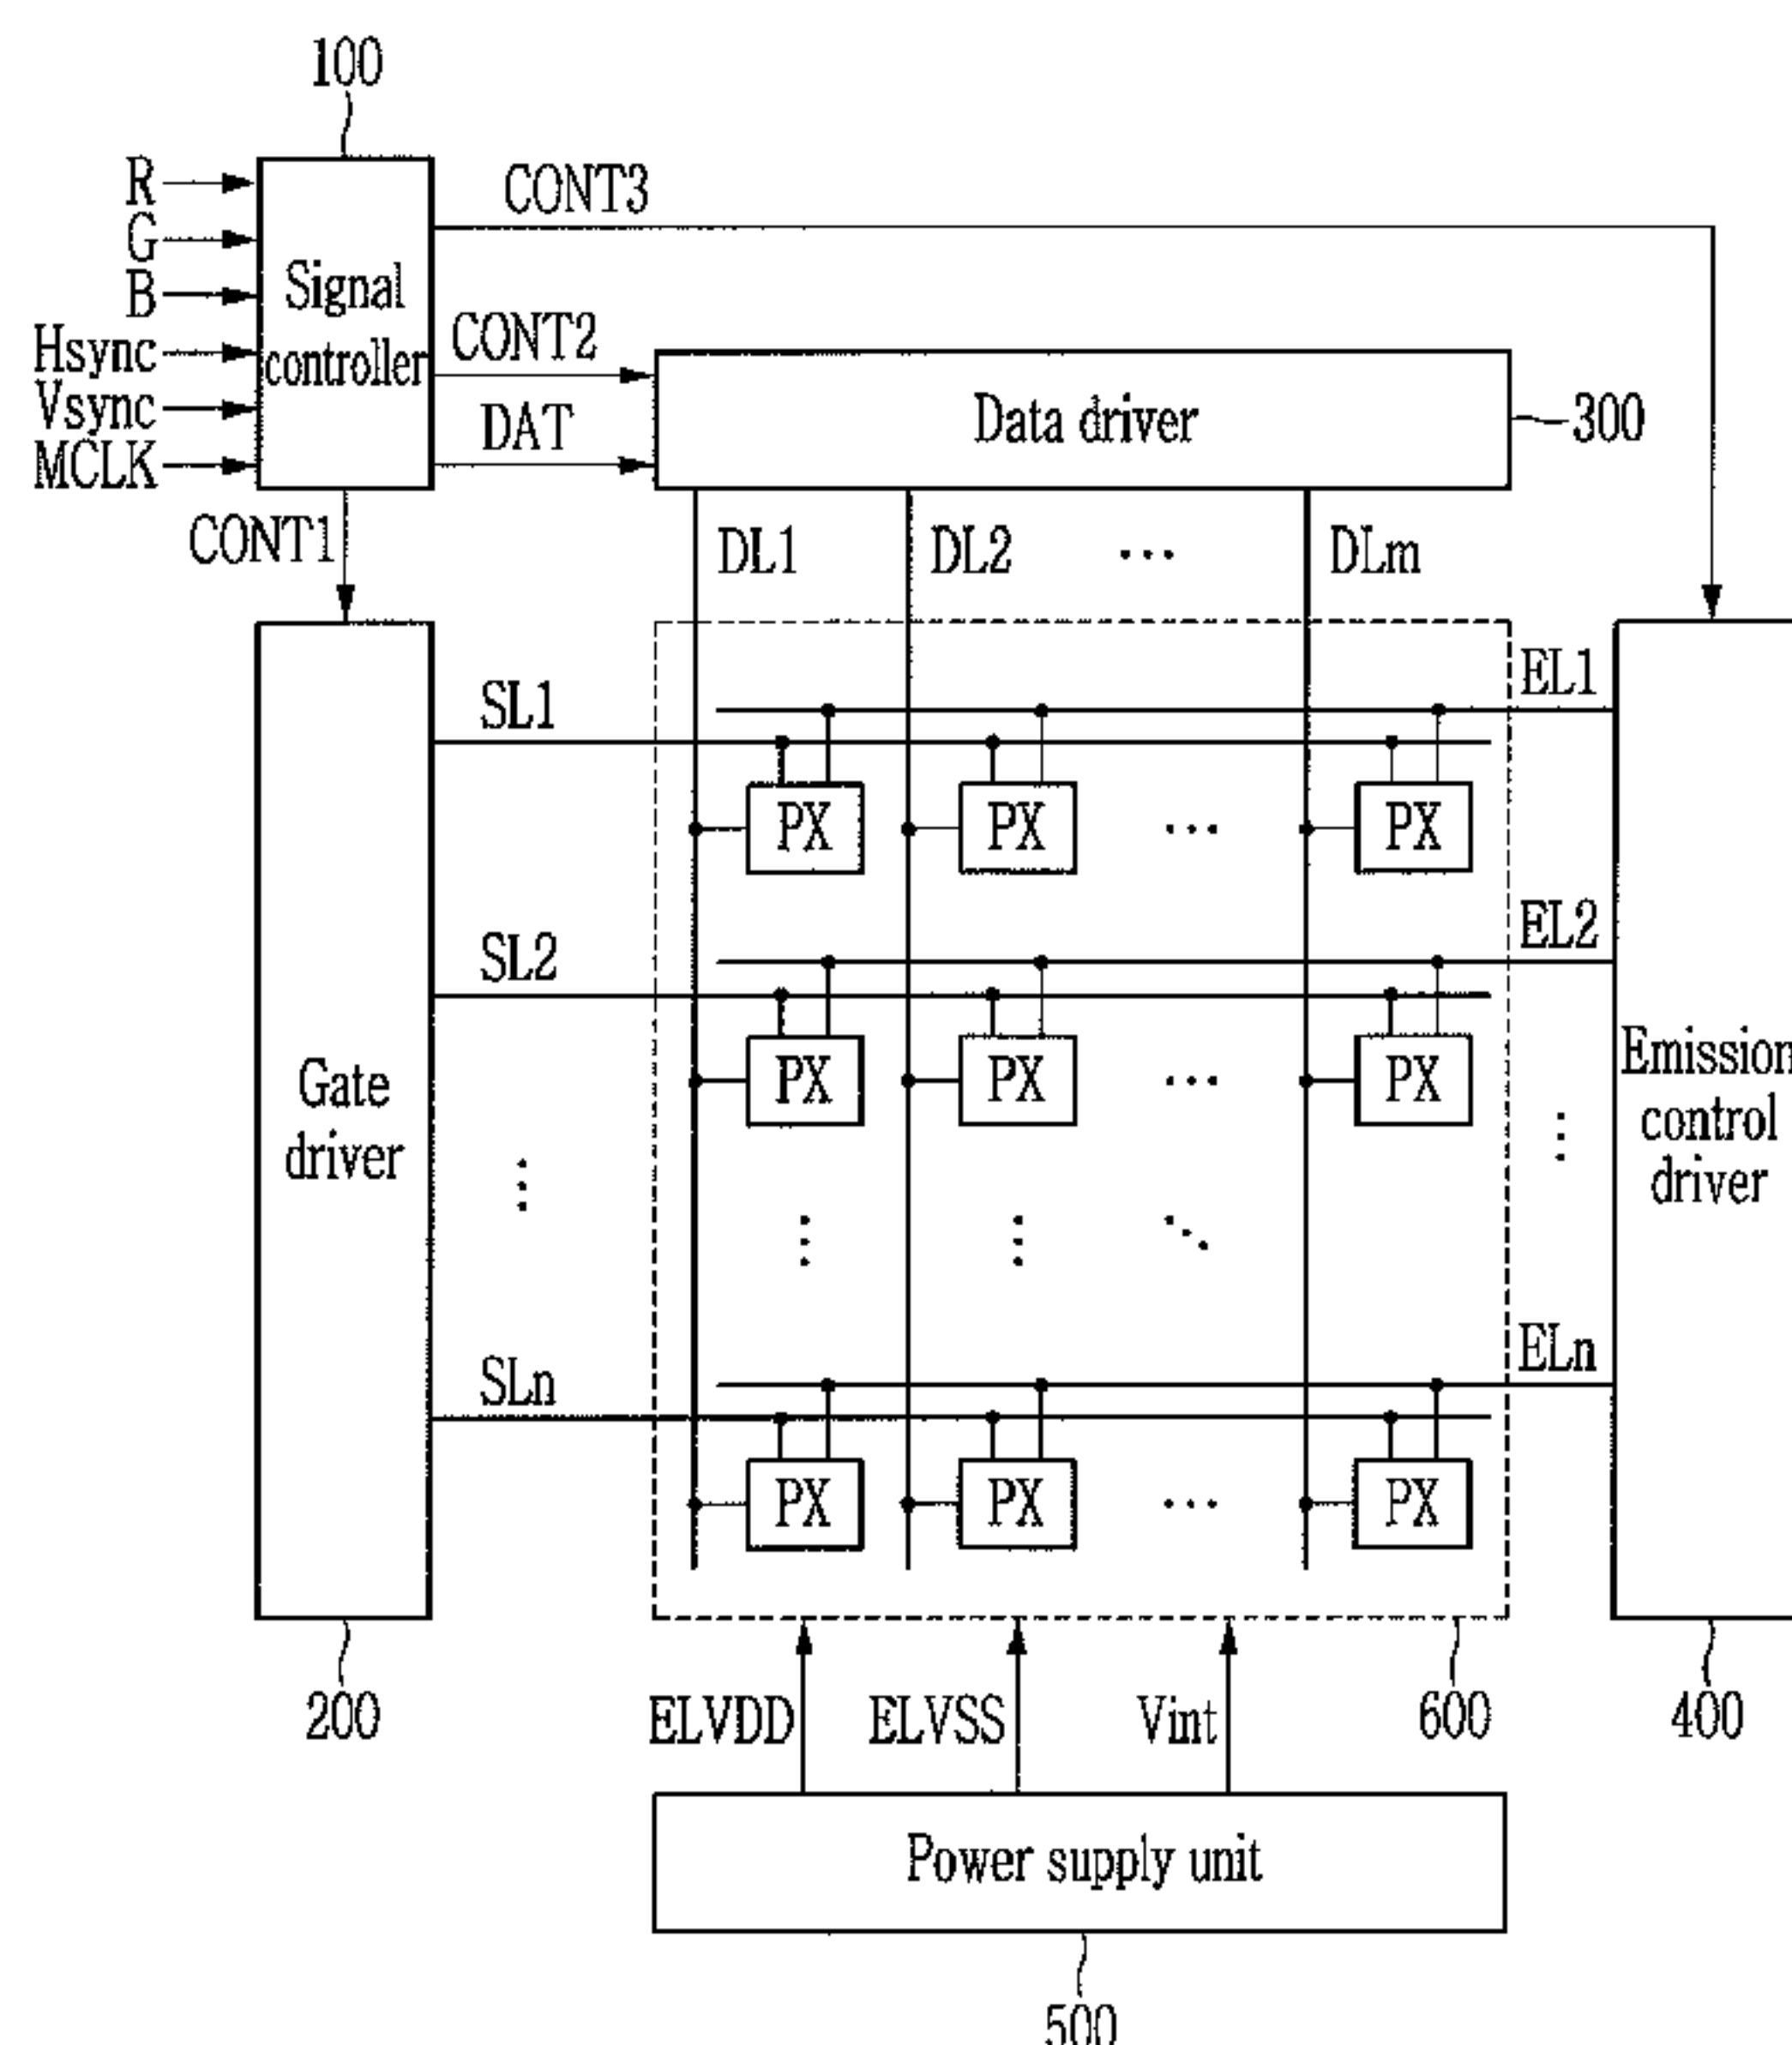 100
R
G
B
Hsync
Vsync
MCLK
Signal
controller
CONT3
CONT2
DAT
CONT1
Data driver
300
DL1
DL2
...
DLm
SL1
EL1
PX
PX
...
PX
SL2
EL2
PX
PX
...
PX
Gate
driver
Emission
control
driver
SLn
ELn
PX
PX
...
PX
200
ELVDD
ELVSS
Vint
600
400
Power supply unit
500